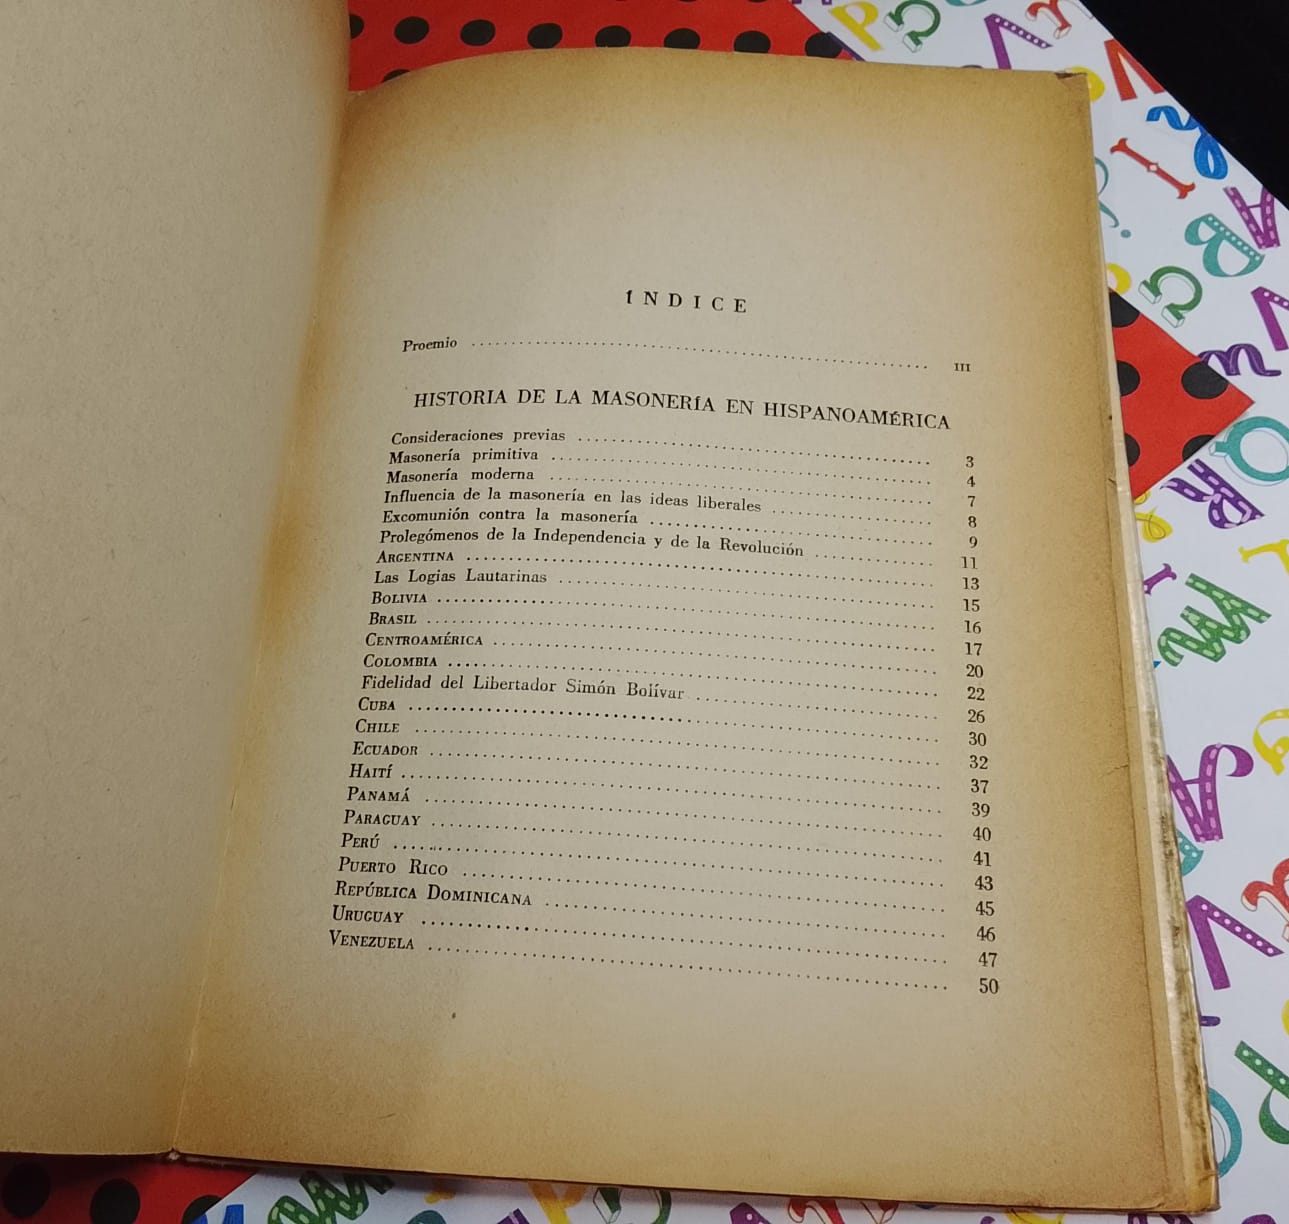 ÍNDICE
Proemio ........ III
HISTORIA DE LA MASONERÍA EN HISPANOAMÉRICA
Consideraciones previas ........ 3
Masonería primitiva ........ 4
Masonería moderna ........ 7
Influencia de la masonería en las ideas liberales ........ 8
Excomunión contra la masonería ........ 9
Prolegómenos de la Independencia y de la Revolución ........ 11
ARGENTINA ........ 13
Las Logias Lautarinas ........ 15
BOLIVIA ........ 16
BRASIL ........ 17
CENTROAMÉRICA ........ 20
COLOMBIA ........ 22
Fidelidad del Libertador Simón Bolívar ........ 26
CUBA ........ 30
CHILE ........ 32
ECUADOR ........ 37
HAITÍ ........ 39
PANAMÁ ........ 40
PARAGUAY ........ 41
PERÚ ........ 43
PUERTO RICO ........ 45
REPÚBLICA DOMINICANA ........ 46
URUGUAY ........ 47
VENEZUELA ........ 50